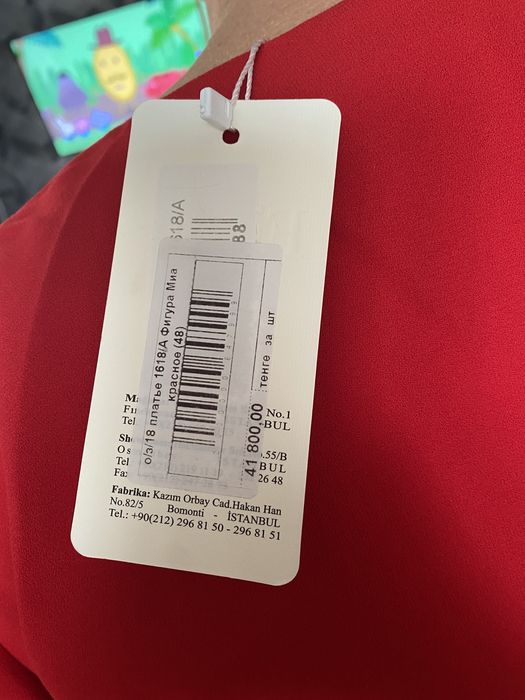 618/A
88
о/з/18 платье 1618/А Фигура Миа
красное (48)
41 800,00
тенге за шт
No.1
Tel
BUL
.55/B
Tel
BUL
26 48
Fabrika: Kazım Orbay Cad.Hakan Han
No.82/5 Bomonti - İSTANBUL
Tel.: +90(212) 296 81 50 - 296 81 51